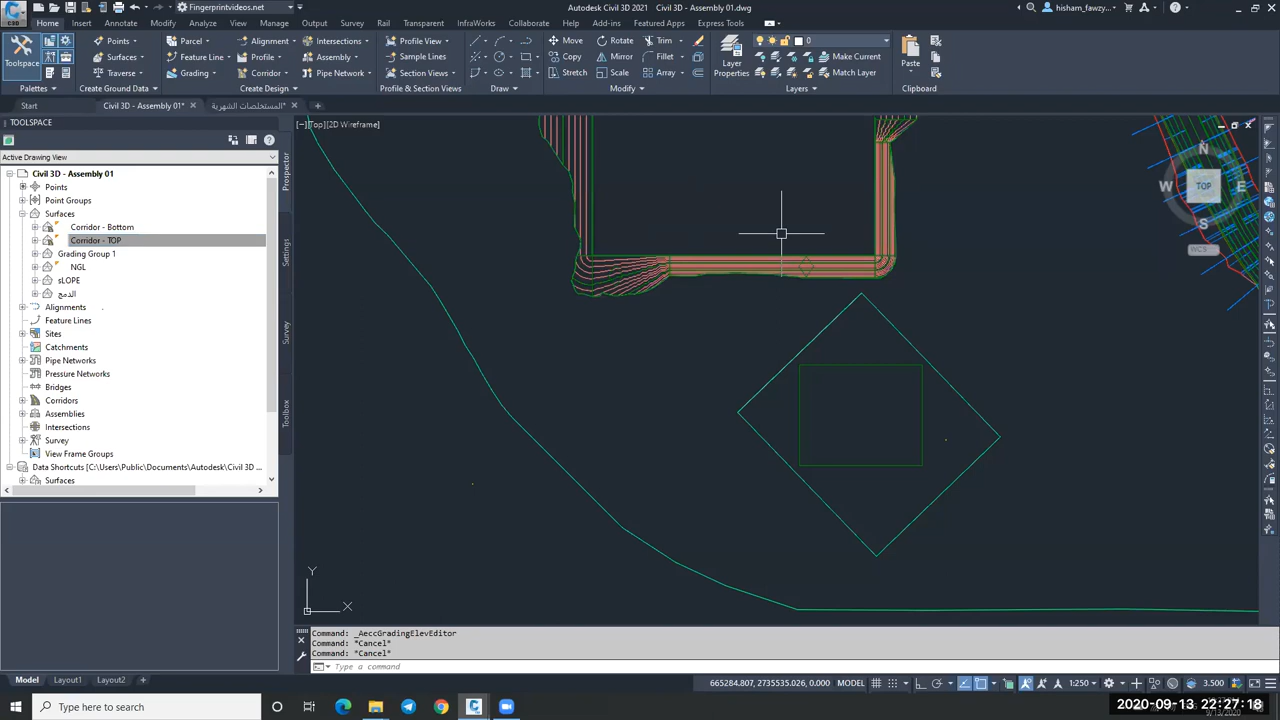 Fingerprintvideos.net
Autodesk Civil 3D 2021 Civil 3D - Assembly 01.dwg
hisham_fawzy...
C3D
Home Insert Annotate Modify Analyze View Manage Output Survey Rail Transparent InfraWorks Collaborate Help Add-ins Featured Apps Express Tools
Toolspace
Points
Surfaces
Traverse
Parcel
Feature Line
Grading
Alignment
Profile
Corridor
Intersections
Assembly
Pipe Network
Profile View
Sample Lines
Section Views
Move
Rotate
Trim
Copy
Mirror
Fillet
Stretch
Scale
Array
Layer
Properties
0
Make Current
Match Layer
Paste
Palettes
Create Ground Data
Create Design
Profile & Section Views
Draw
Modify
Layers
Clipboard
Start
Civil 3D - Assembly 01*
المستخلصات الشهرية*
TOOLSPACE
[−][Top][2D Wireframe]
Active Drawing View
Civil 3D - Assembly 01
Points
Point Groups
Surfaces
Corridor - Bottom
Corridor - TOP
Grading Group 1
NGL
sLOPE
الدمج
Alignments
Feature Lines
Sites
Catchments
Pipe Networks
Pressure Networks
Bridges
Corridors
Assemblies
Intersections
Survey
View Frame Groups
Data Shortcuts [C:\Users\Public\Documents\Autodesk\Civil 3D ...
Surfaces
Prospector
Settings
Survey
Toolbox
N
W
TOP
E
S
WCS
Y
X
Command: _AeccGradingElevEditor
Command: *Cancel*
Command: *Cancel*
Type a command
Model
Layout1
Layout2
665284.807, 2735535.026, 0.000
MODEL
1:250
3.500
Type here to search
2020-09-13 22:27:18